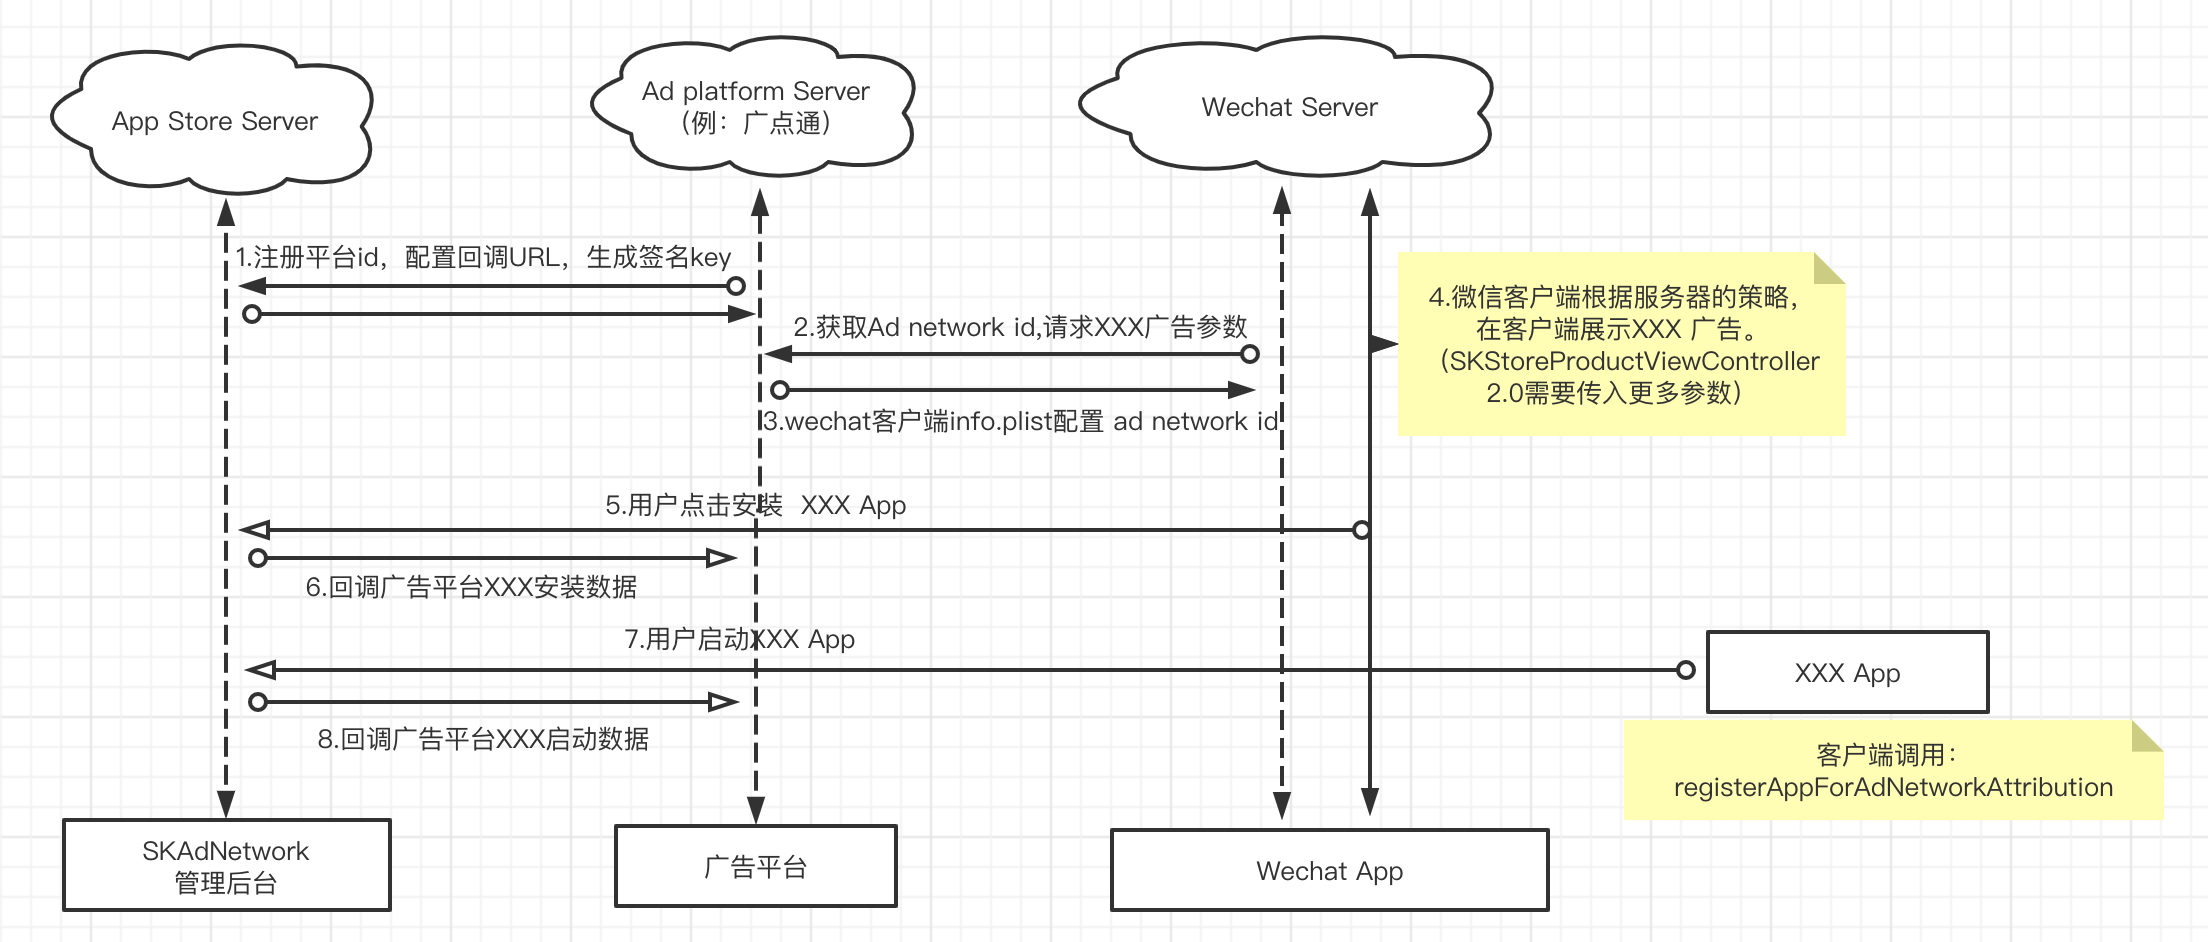 App Store Server
Ad platform Server
（例：广点通）
Wechat Server
1.注册平台id，配置回调URL，生成签名key
2.获取Ad network id,请求XXX广告参数
3.wechat客户端info.plist配置 ad network id
4.微信客户端根据服务器的策略，
在客户端展示XXX 广告。
（SKStoreProductViewController
2.0需要传入更多参数）
5.用户点击安装  XXX App
6.回调广告平台XXX安装数据
7.用户启动XXX App
XXX App
8.回调广告平台XXX启动数据
客户端调用：
registerAppForAdNetworkAttribution
SKAdNetwork
管理后台
广告平台
Wechat App